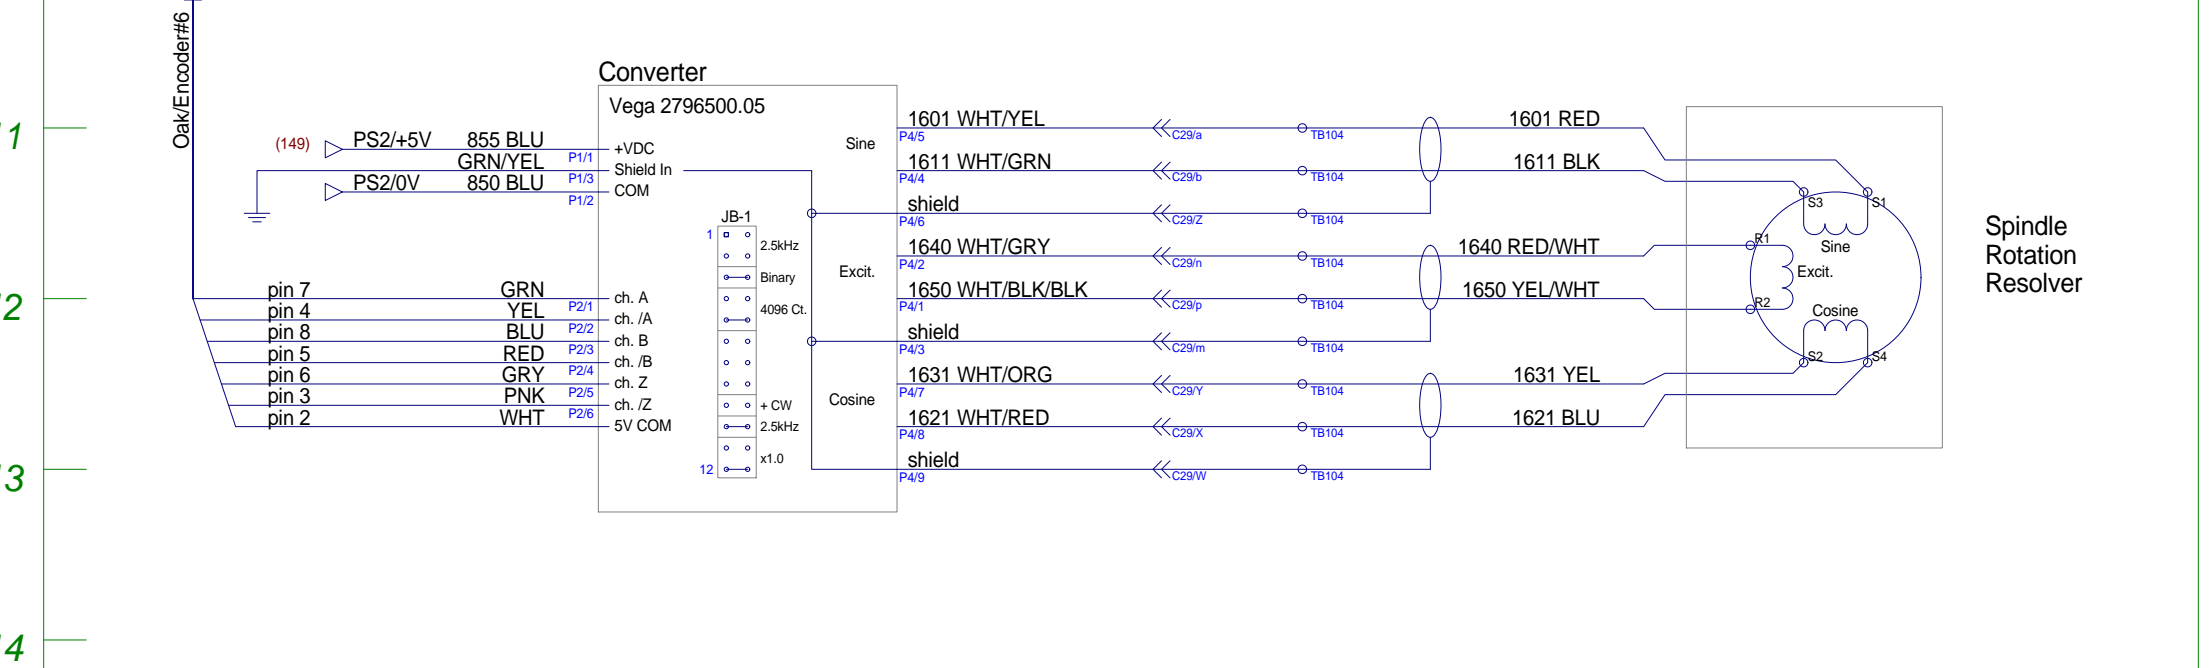 Oak/Encoder#6
1
2
3
4
Converter
Vega 2796500.05
(149)
PS2/+5V 855 BLU P1/1 +VDC
GRN/YEL P1/3 Shield In
PS2/0V 850 BLU P1/2 COM
pin 7 GRN P2/1 ch. A
pin 4 YEL P2/2 ch. /A
pin 8 BLU P2/3 ch. B
pin 5 RED P2/4 ch. /B
pin 6 GRY P2/5 ch. Z
pin 3 PNK P2/6 ch. /Z
pin 2 WHT 5V COM
JB-1
1
2.5kHz
Binary
4096 Ct.
+ CW
2.5kHz
x1.0
12
Sine
Excit.
Cosine
1601 WHT/YEL P4/5 C29/a TB104 1601 RED
1611 WHT/GRN P4/4 C29/b TB104 1611 BLK
shield P4/6 C29/Z TB104
1640 WHT/GRY P4/2 C29/n TB104 1640 RED/WHT
1650 WHT/BLK/BLK P4/1 C29/p TB104 1650 YEL/WHT
shield P4/3 C29/m TB104
1631 WHT/ORG P4/7 C29/Y TB104 1631 YEL
1621 WHT/RED P4/8 C29/X TB104 1621 BLU
shield P4/9 C29/W TB104
S3 S1
Sine
R1
Excit.
R2
Cosine
S2 S4
Spindle
Rotation
Resolver